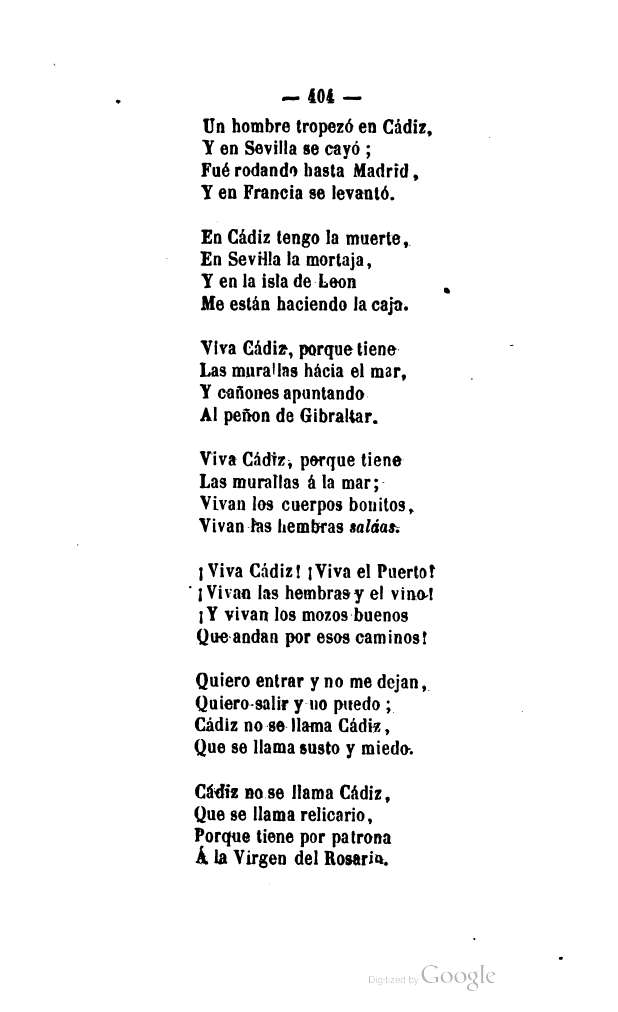 — 404 —
Un hombre tropezó en Cádiz,
Y en Sevilla se cayó ;
Fué rodando hasta Madrid ,
Y en Francia se levantó.
En Cádiz tengo la muerte,
En Sevilla la mortaja,
Y en la isla de Leon
Me están haciendo la caja.
Viva Cádiz, porque tiene
Las murallas hácia el mar,
Y cañones apuntando
Al peñon de Gibraltar.
Viva Cádiz, porque tiene
Las murallas á la mar;
Vivan los cuerpos bonitos,
Vivan las hembras saláas.
¡Viva Cádiz! ¡Viva el Puerto!
¡Vivan las hembras y el vino!
¡Y vivan los mozos buenos
Que andan por esos caminos!
Quiero entrar y no me dejan,
Quiero salir y no puedo ;
Cádiz no se llama Cádiz,
Que se llama susto y miedo.
Cádiz no se llama Cádiz,
Que se llama relicario,
Porque tiene por patrona
Á la Virgen del Rosario.
Digitized by Google